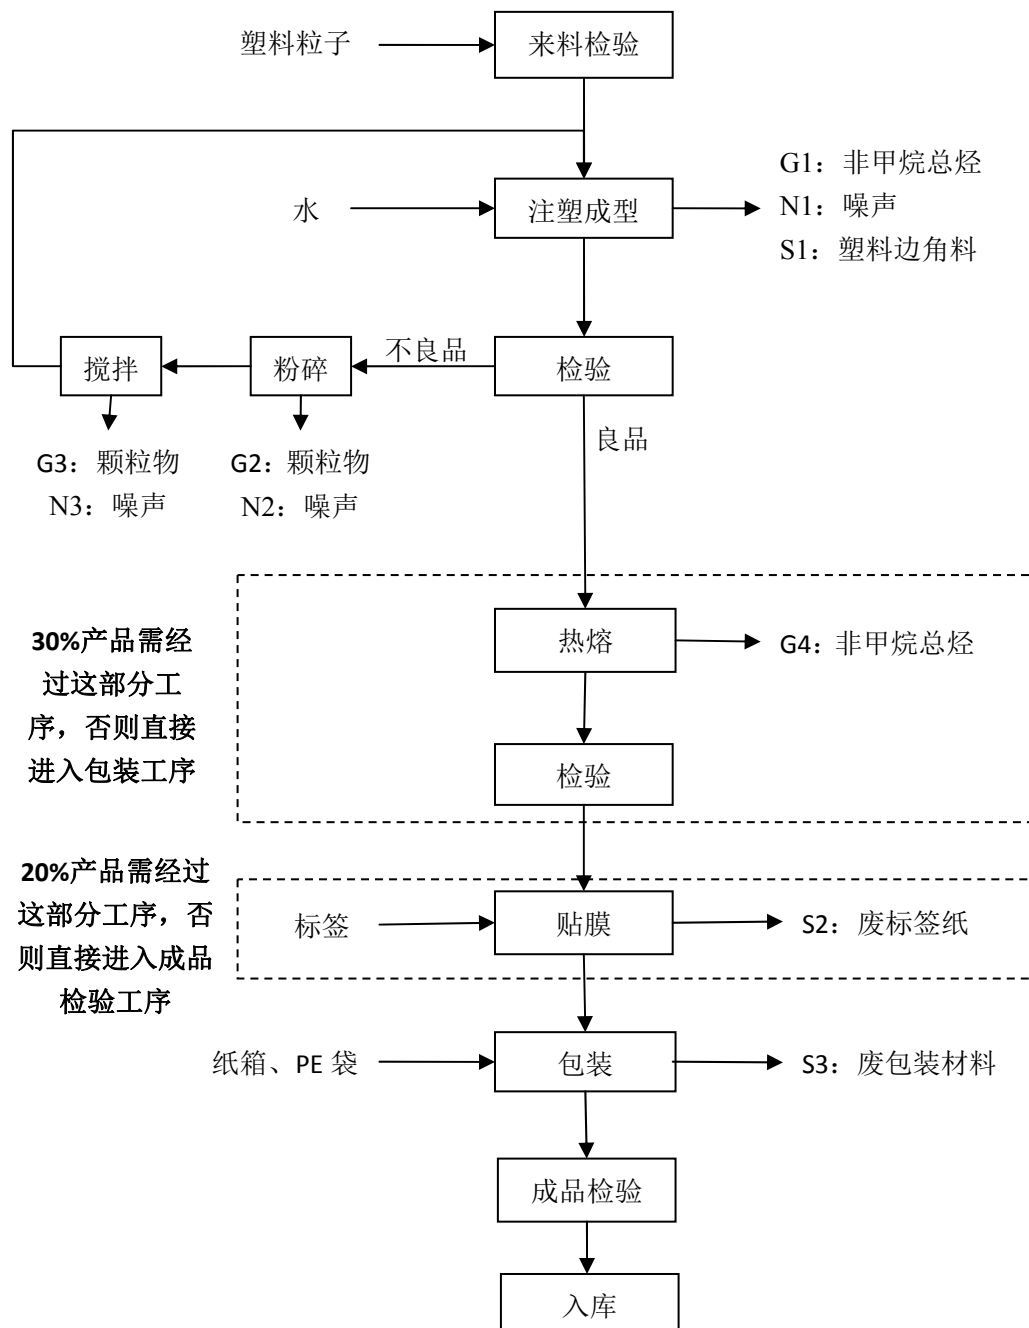 塑料粒子
来料检验
水
注塑成型
G1：非甲烷总烃
N1：噪声
S1：塑料边角料
搅拌
粉碎
不良品
检验
G3：颗粒物
N3：噪声
G2：颗粒物
N2：噪声
良品
30%产品需经
过这部分工
序，否则直接
进入包装工序
热熔
G4：非甲烷总烃
检验
20%产品需经过
这部分工序，否
则直接进入成品
检验工序
标签
贴膜
S2：废标签纸
纸箱、PE 袋
包装
S3：废包装材料
成品检验
入库